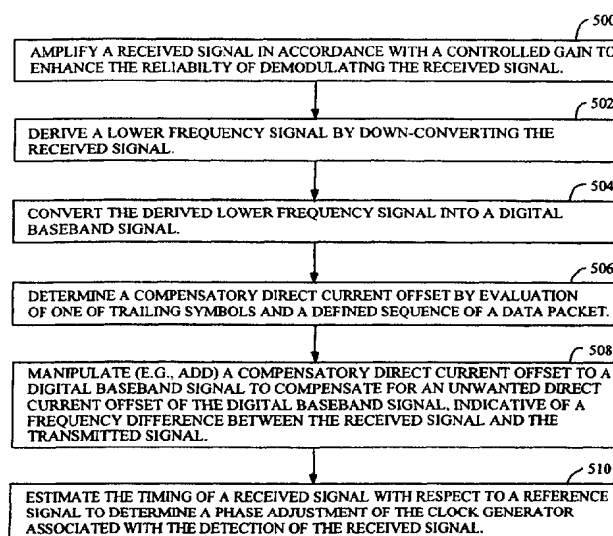 500
AMPLIFY A RECEIVED SIGNAL IN ACCORDANCE WITH A CONTROLLED GAIN TO
ENHANCE THE RELIABILTY OF DEMODULATING THE RECEIVED SIGNAL.
502
DERIVE A LOWER FREQUENCY SIGNAL BY DOWN-CONVERTING THE
RECEIVED SIGNAL.
504
CONVERT THE DERIVED LOWER FREQUENCY SIGNAL INTO A DIGITAL
BASEBAND SIGNAL.
506
DETERMINE A COMPENSATORY DIRECT CURRENT OFFSET BY EVALUATION
OF ONE OF TRAILING SYMBOLS AND A DEFINED SEQUENCE OF A DATA PACKET.
508
MANIPULATE (E.G., ADD) A COMPENSATORY DIRECT CURRENT OFFSET TO A
DIGITAL BASEBAND SIGNAL TO COMPENSATE FOR AN UNWANTED DIRECT
CURRENT OFFSET OF THE DIGITAL BASEBAND SIGNAL, INDICATIVE OF A
FREQUENCY DIFFERENCE BETWEEN THE RECEIVED SIGNAL AND THE
TRANSMITTED SIGNAL.
510
ESTIMATE THE TIMING OF A RECEIVED SIGNAL WITH RESPECT TO A REFERENCE
SIGNAL TO DETERMINE A PHASE ADJUSTMENT OF THE CLOCK GENERATOR
ASSOCIATED WITH THE DETECTION OF THE RECEIVED SIGNAL.